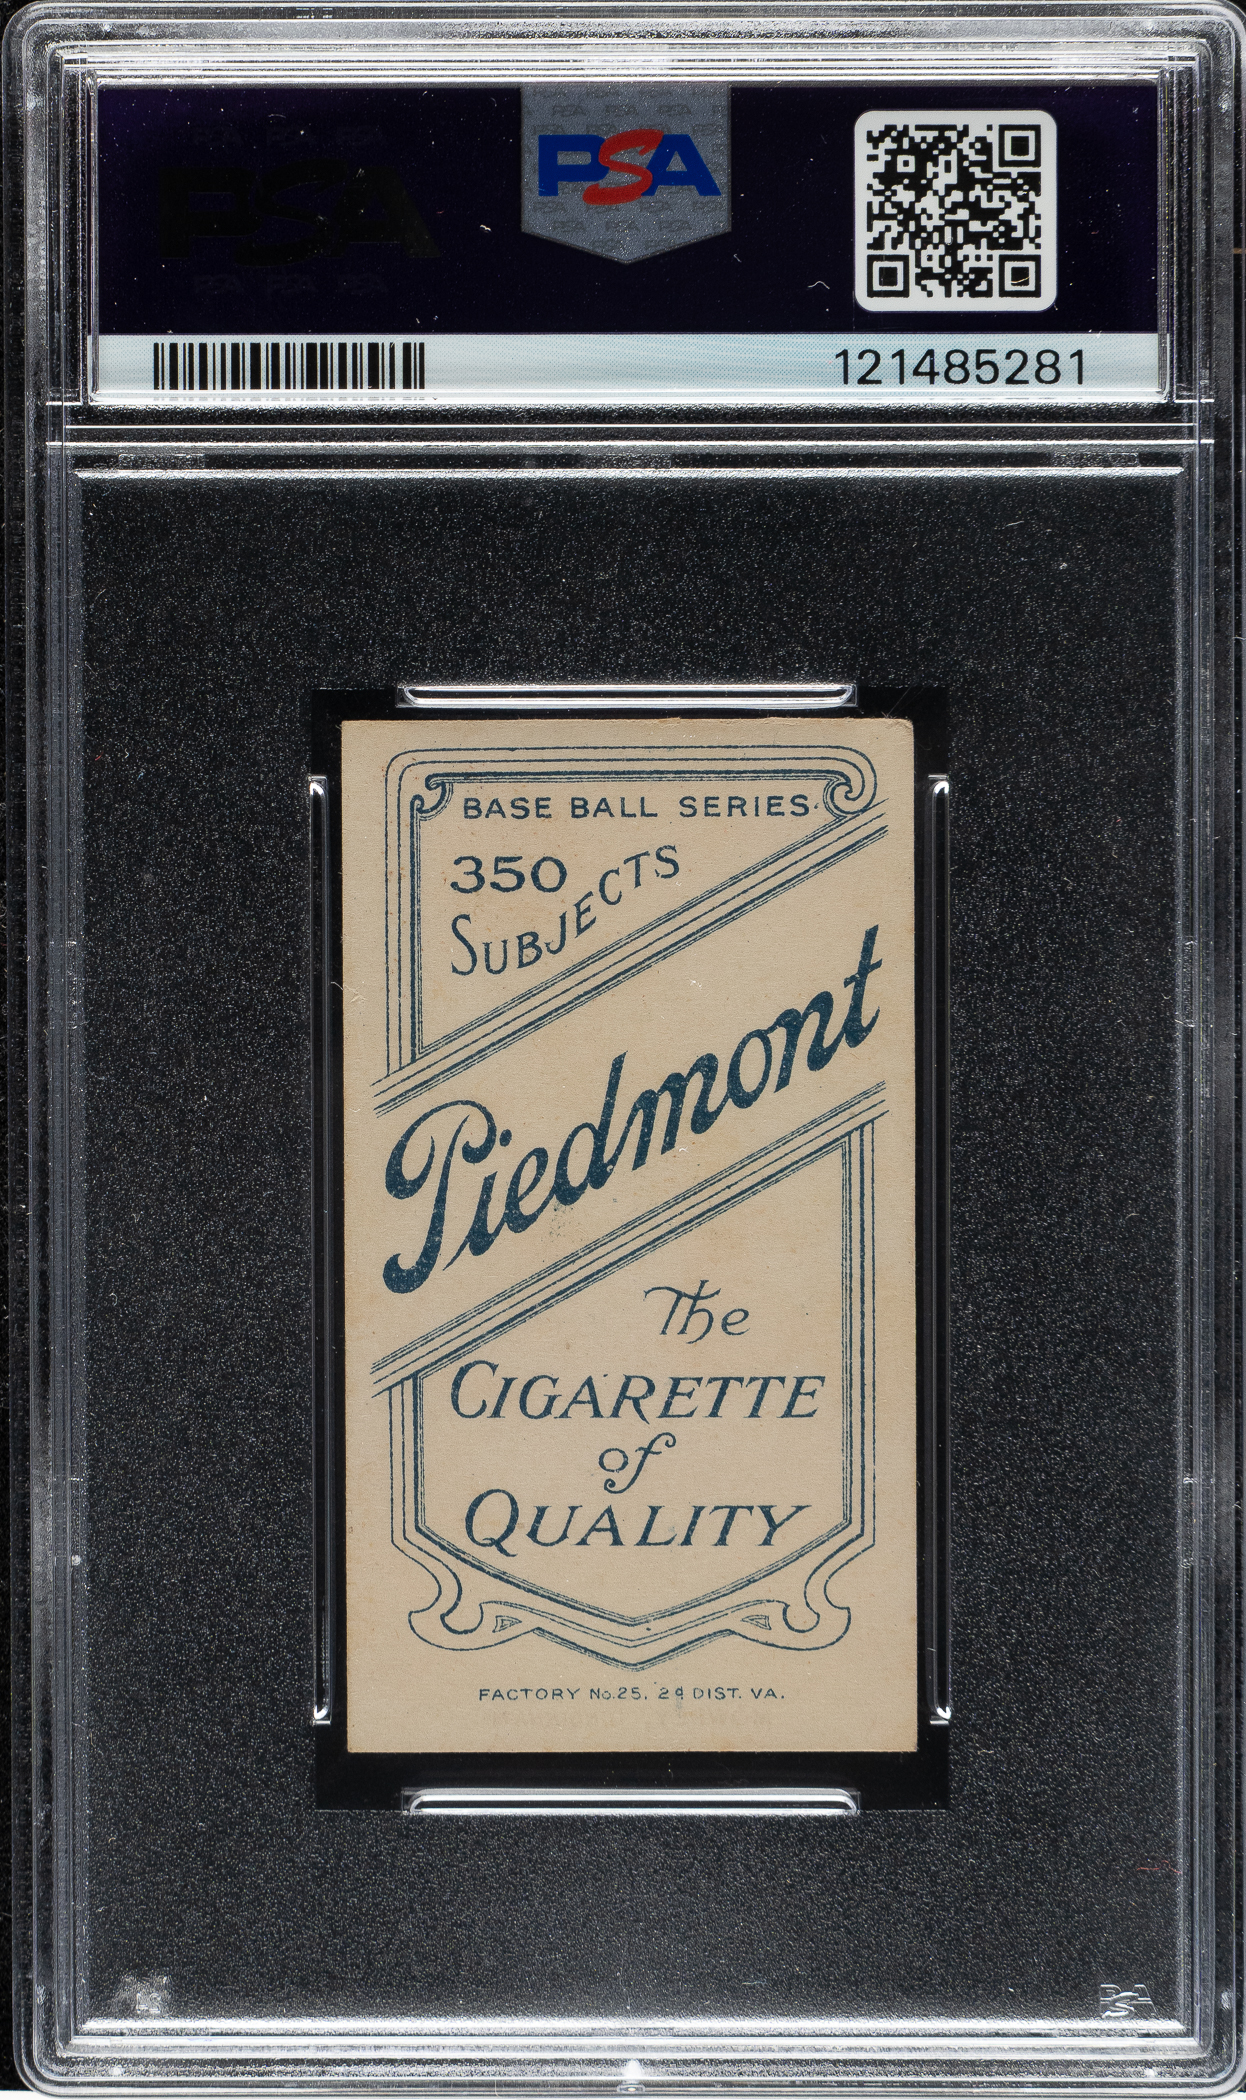 PSA
121485281
BASE BALL SERIES
350
SUBJECTS
Piedmont
The
CIGARETTE
of
QUALITY
FACTORY No. 25, 2d DIST. VA.